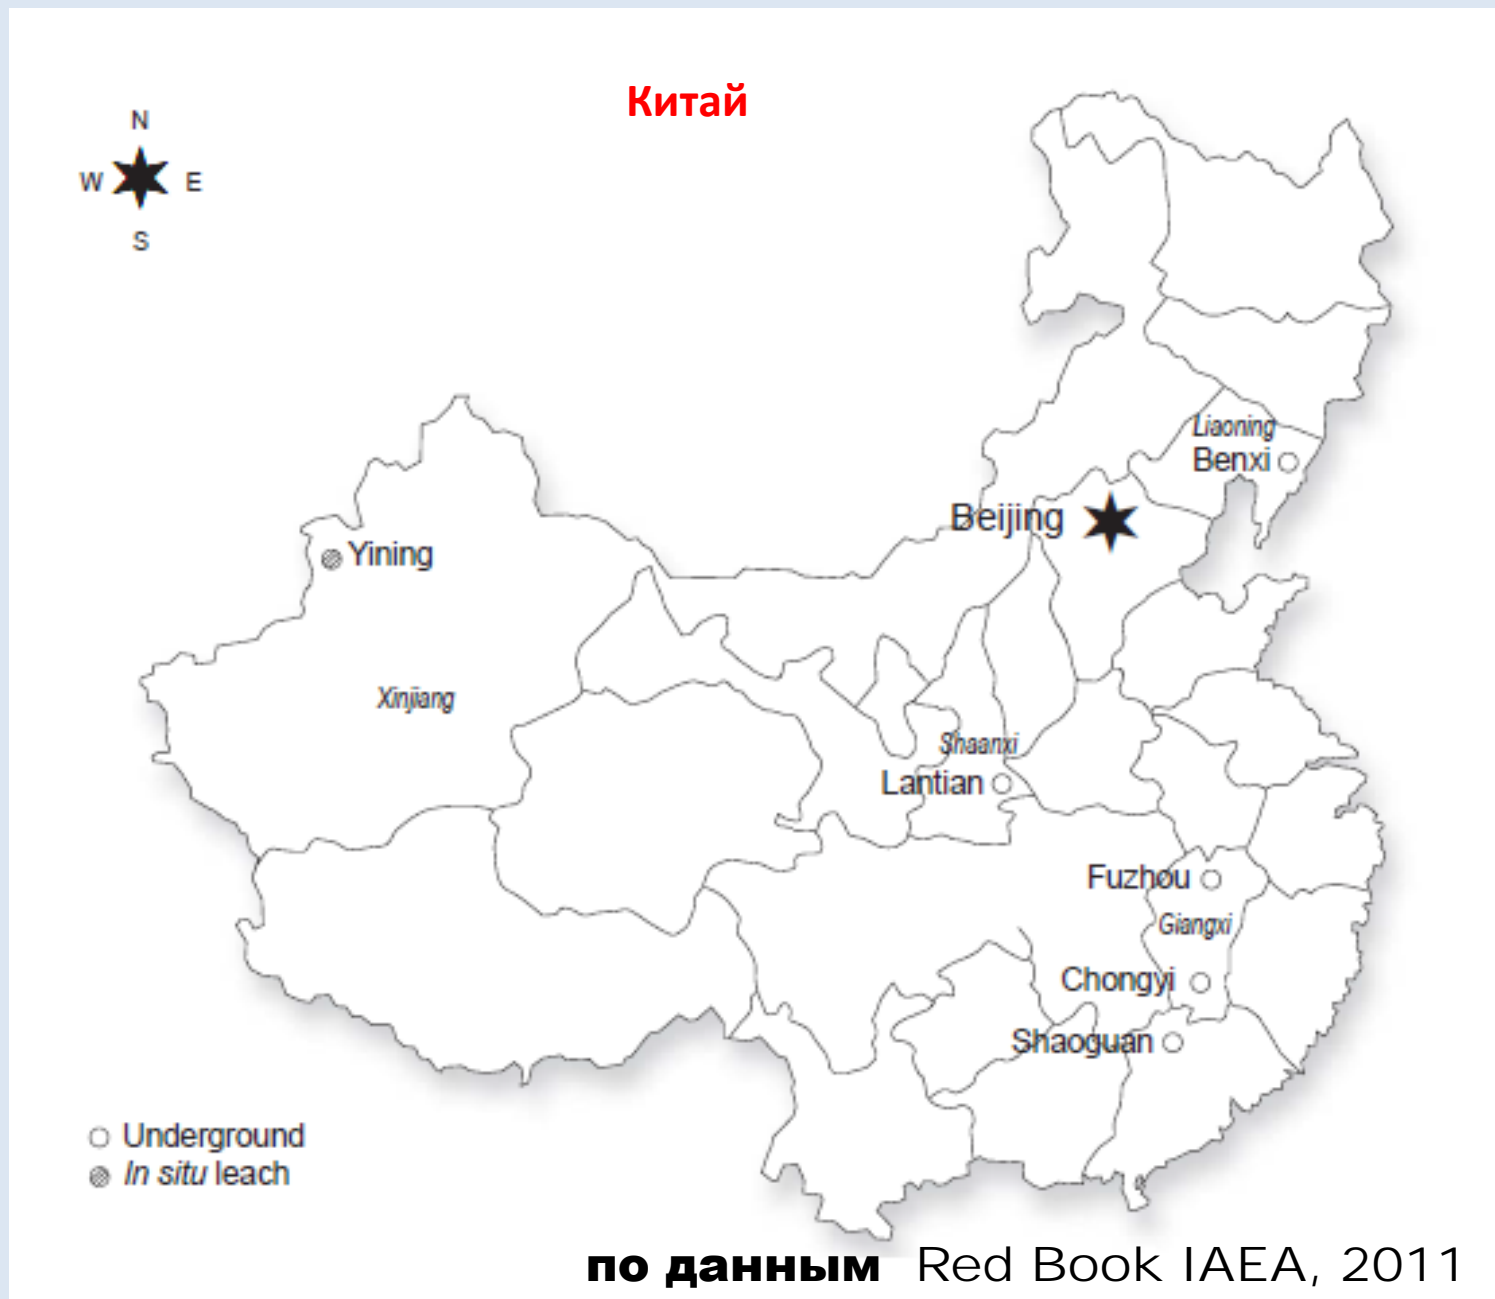 Китай
N
W E
S
Liaoning
Benxi
Beijing
Yining
Xinjiang
Shaanxi
Lantian
Fuzhou
Giangxi
Chongyi
Shaoguan
Underground
In situ leach
по данным Red Book IAEA, 2011